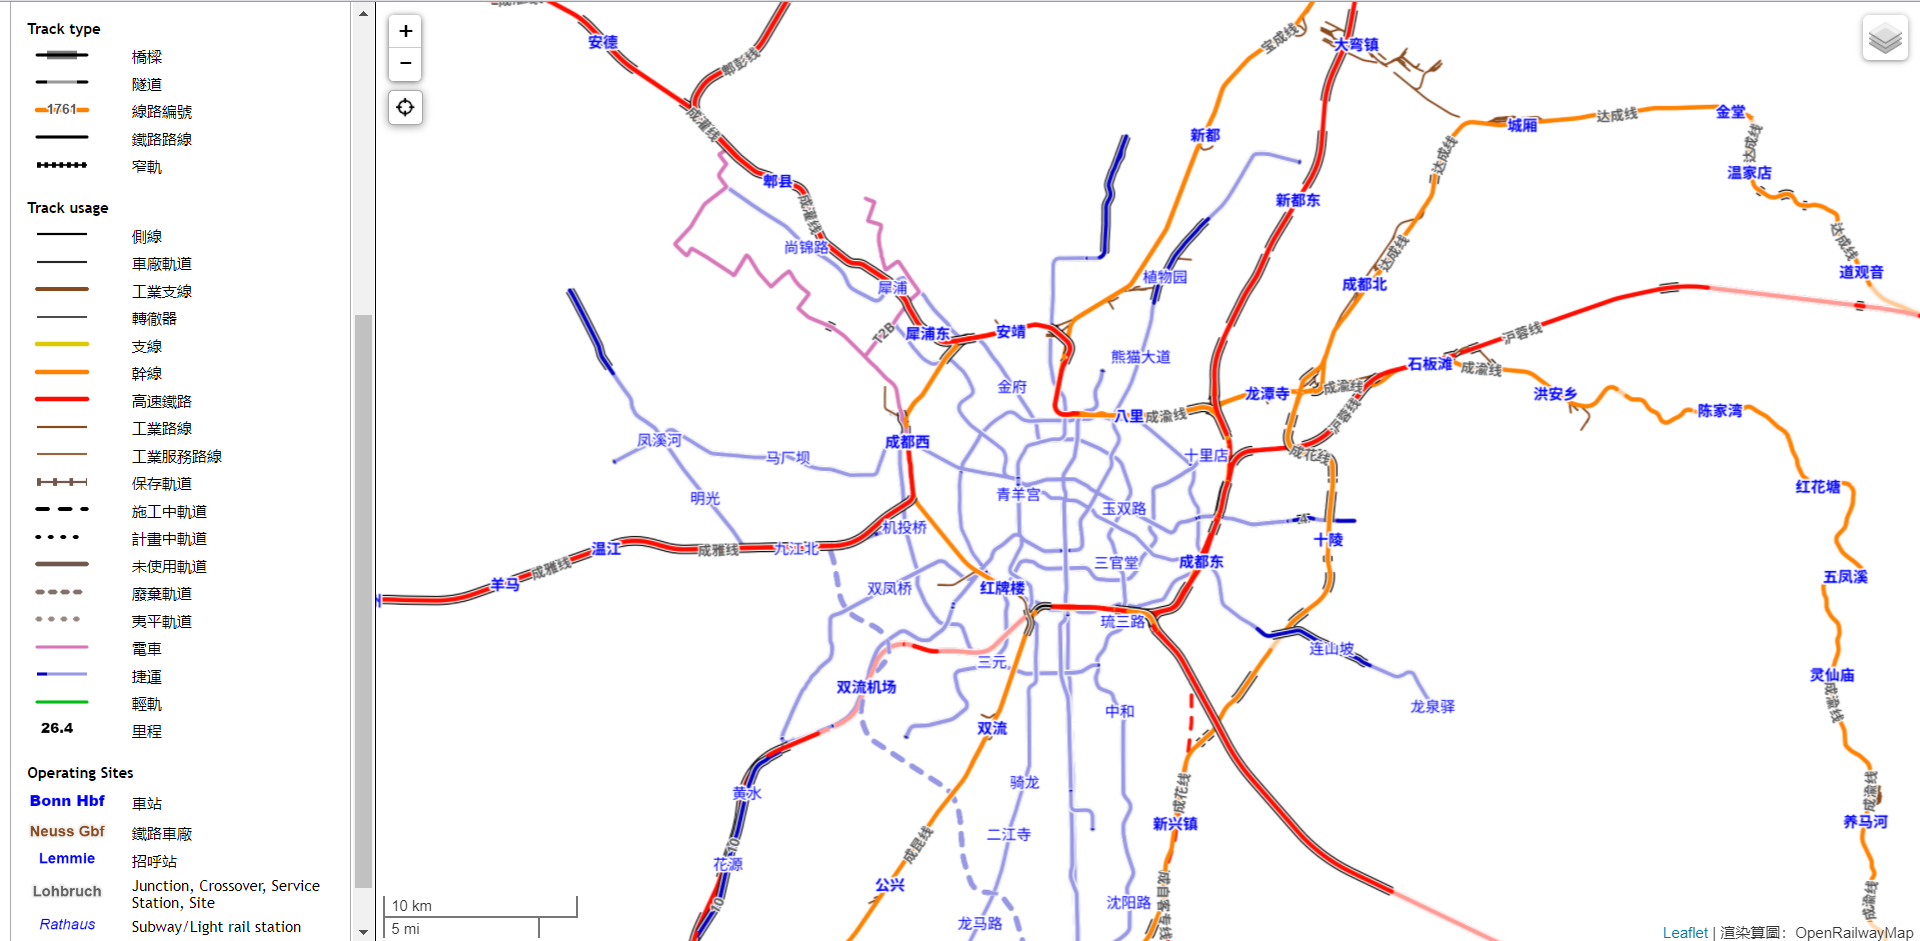 Track type
橋樑
隧道
1761 線路編號
鐵路路線
窄軌
Track usage
側線
車廠軌道
工業支線
轉徹器
支線
幹線
高速鐵路
工業路線
工業服務路線
保存軌道
施工中軌道
計畫中軌道
未使用軌道
廢棄軌道
夷平軌道
電車
捷運
輕軌
26.4 里程
Operating Sites
Bonn Hbf 車站
Neuss Gbf 鐵路車廠
Lemmie 招呼站
Lohbruch Junction, Crossover, Service
Station, Site
Rathaus Subway/Light rail station
+
−
安德
郫彭线
宝成线
大弯镇
成灌线
新都
城厢
达成线
金堂
达成线
达成线
温家店
郫县
成灌线
新都东
尚锦路
达成线
达成线
道观音
植物园
成都北
犀浦
T2B
犀浦东
安靖
沪蓉线
熊猫大道
石板滩
成渝线
金府
龙潭寺
成渝线
洪安乡
八里
成渝线
沪蓉线
陈家湾
凤溪河
成都西
马厂坝
十里店
成花线
青羊宫
红花塘
明光
玉双路
机投桥
4
十陵
温江
成雅线
九江北
三官堂
成都东
羊马
成雅线
五凤溪
双凤桥
红牌楼
琉三路
连山坡
三元
灵仙庙
双流机场
成渝线
龙泉驿
中和
双流
骑龙
黄水
成花线
成渝线
新兴镇
养马河
二江寺
成昆线
10
花源
公兴
沈阳路
成渝线
10
龙马路
10 km
5 mi
Leaflet | 渲染算圖：OpenRailwayMap